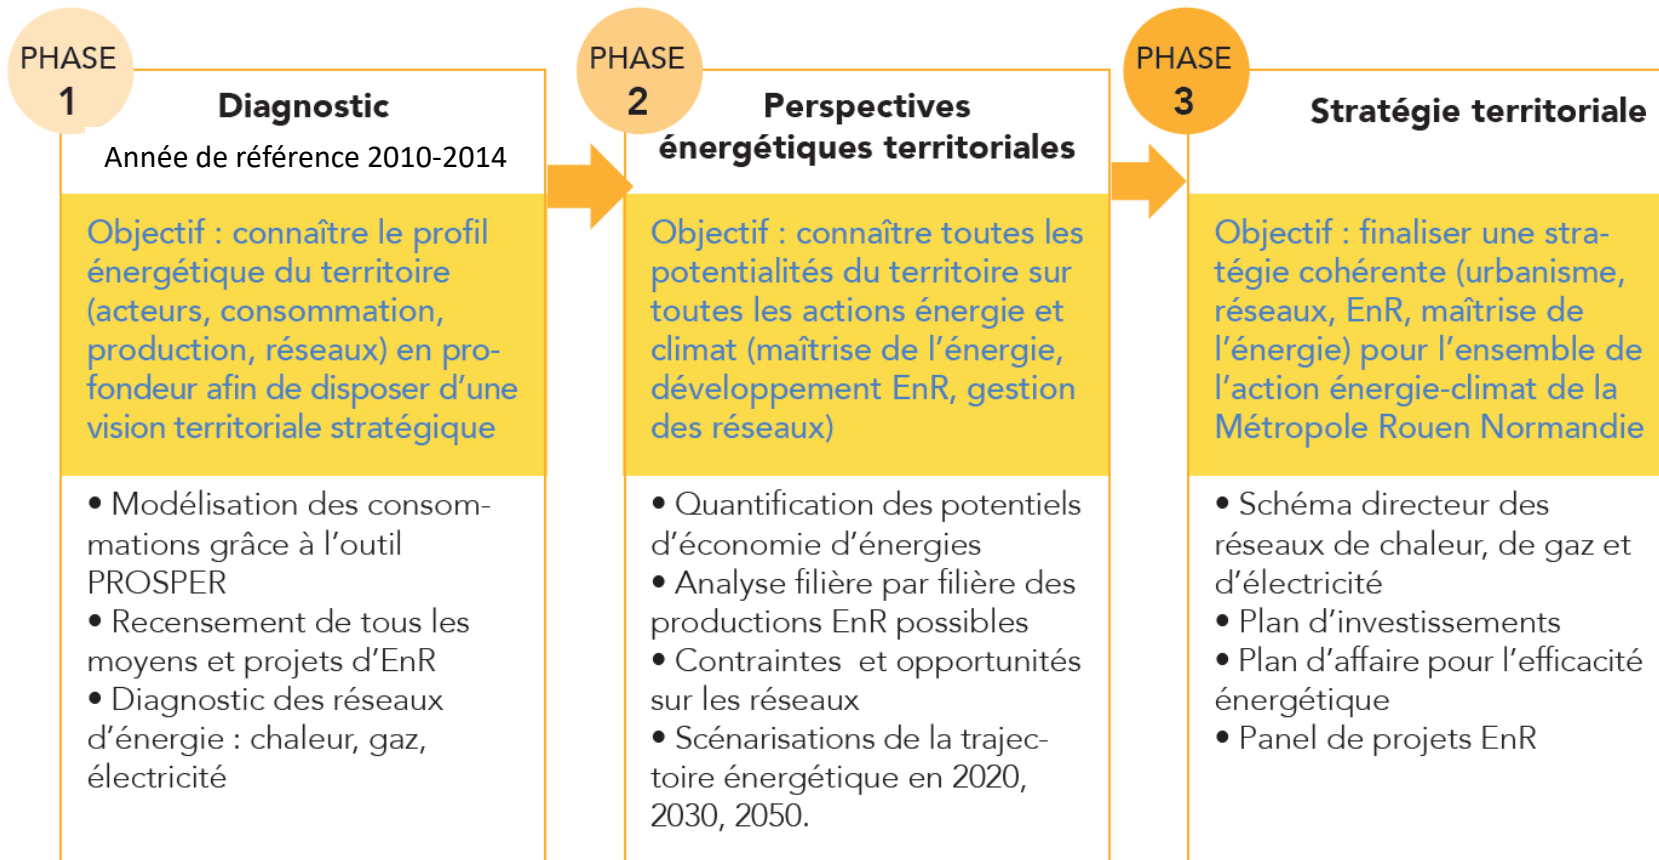 PHASE
1
Diagnostic
Année de référence 2010-2014
Objectif : connaître le profil
énergétique du territoire
(acteurs, consommation,
production, réseaux) en pro-
fondeur afin de disposer d’une
vision territoriale stratégique
• Modélisation des consom-
mations grâce à l’outil
PROSPER
• Recensement de tous les
moyens et projets d’EnR
• Diagnostic des réseaux
d’énergie : chaleur, gaz,
électricité
PHASE
2
Perspectives
énergétiques territoriales
Objectif : connaître toutes les
potentialités du territoire sur
toutes les actions énergie et
climat (maîtrise de l’énergie,
développement EnR, gestion
des réseaux)
• Quantification des potentiels
d’économie d’énergies
• Analyse filière par filière des
productions EnR possibles
• Contraintes et opportunités
sur les réseaux
• Scénarisations de la trajec-
toire énergétique en 2020,
2030, 2050.
PHASE
3
Stratégie territoriale
Objectif : finaliser une stra-
tégie cohérente (urbanisme,
réseaux, EnR, maîtrise de
l’énergie) pour l’ensemble de
l’action énergie-climat de la
Métropole Rouen Normandie
• Schéma directeur des
réseaux de chaleur, de gaz et
d’électricité
• Plan d’investissements
• Plan d’affaire pour l’efficacité
énergétique
• Panel de projets EnR